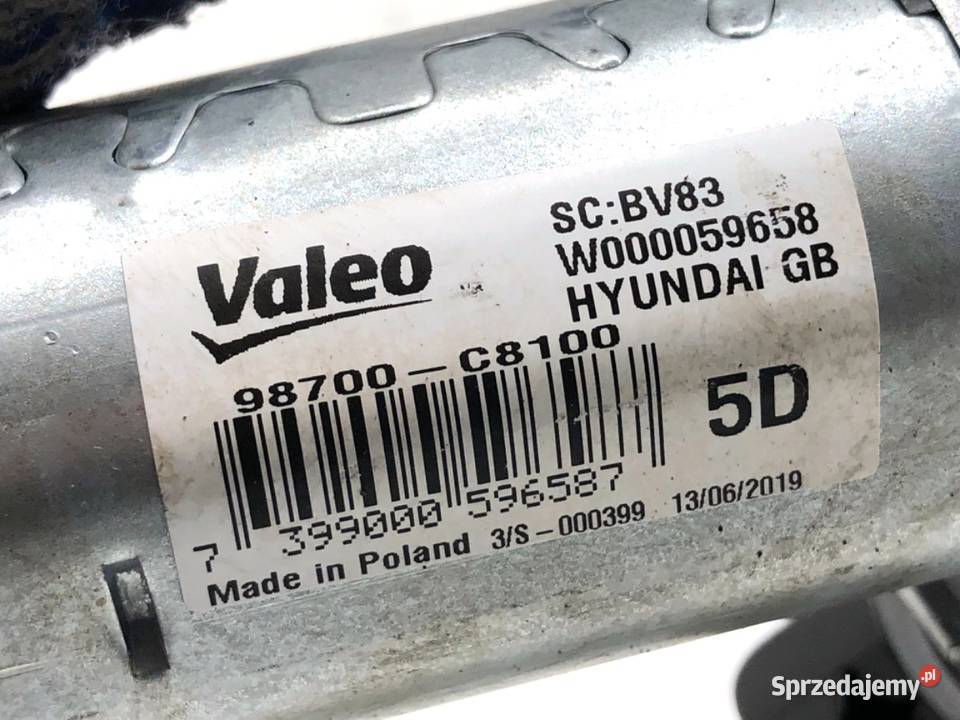 Valeo
SC:BV83
W000059658
HYUNDAI GB
98700-C8100
5D
7 399000 596587
Made in Poland 3/S-000399 13/06/2019
Sprzedajemy.pl